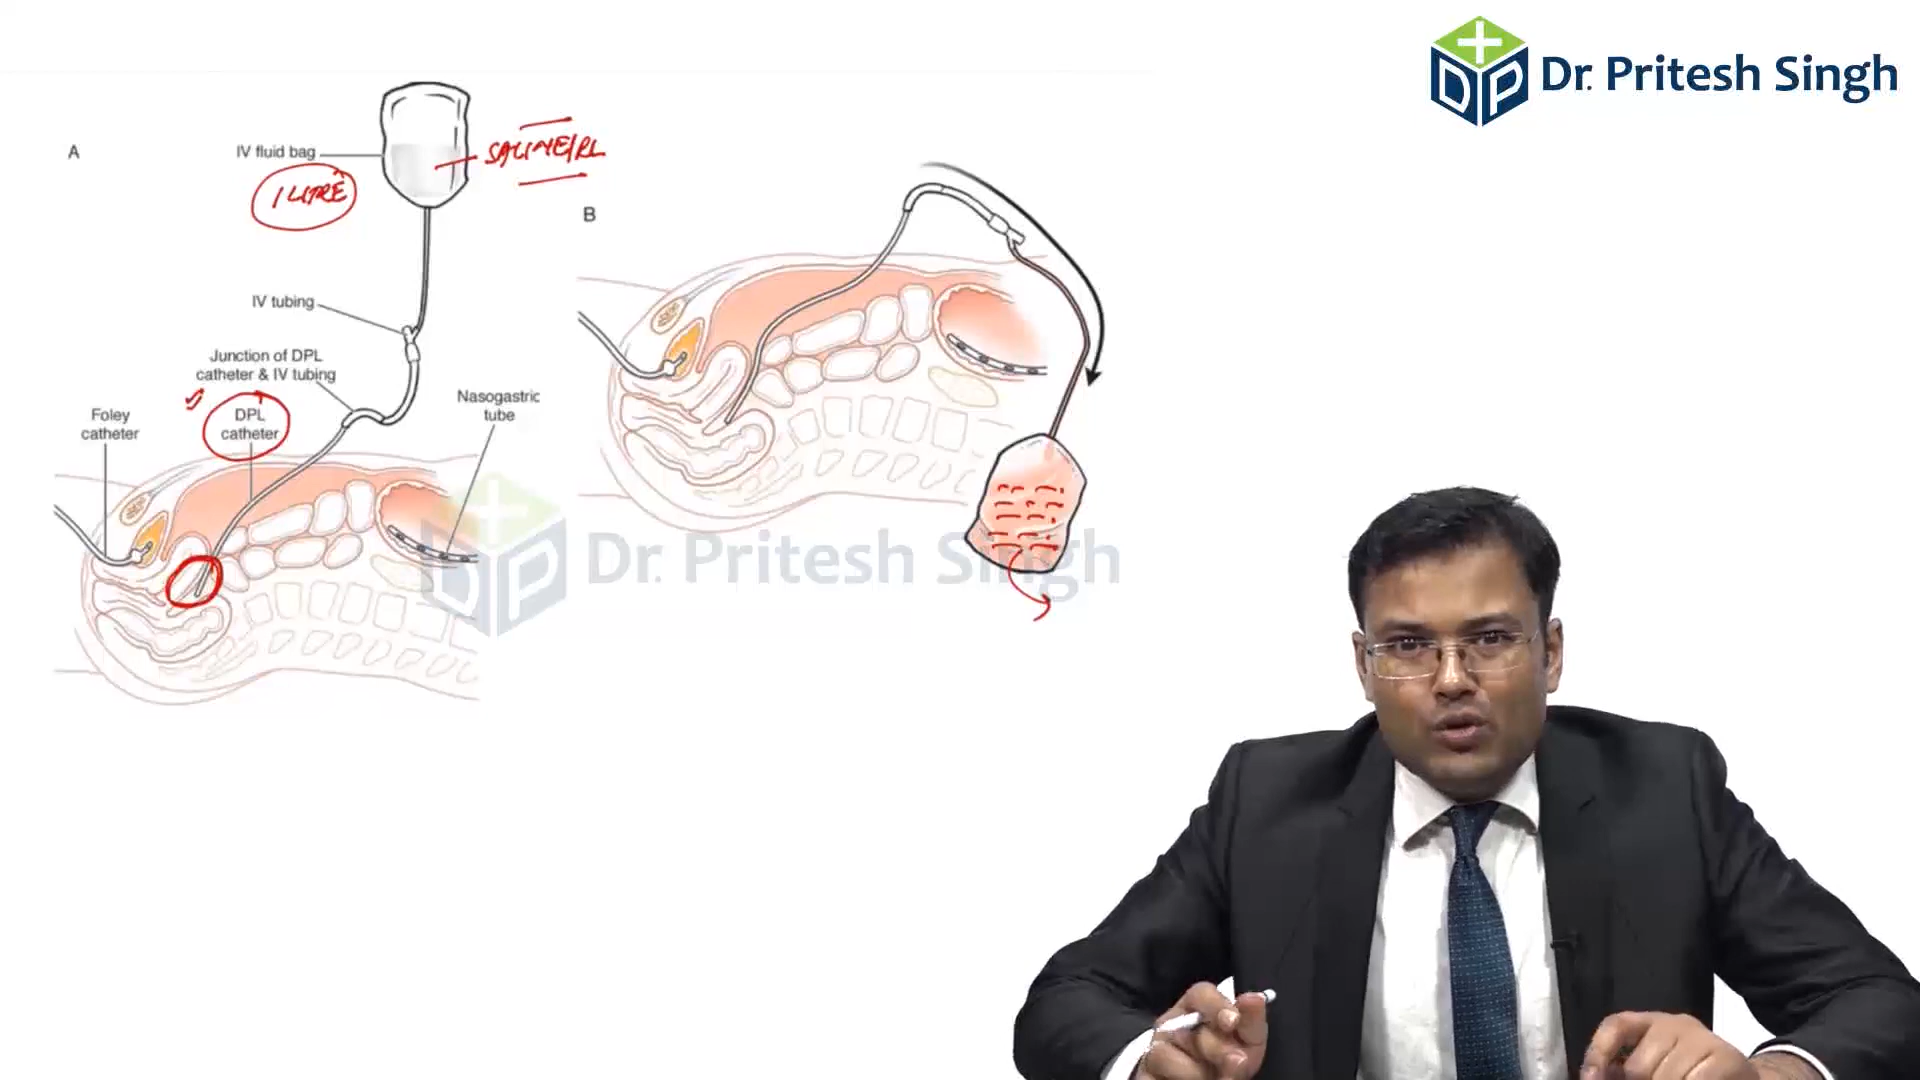 Dr. Pritesh Singh
A
IV fluid bag
SALINE/RL
1 LITRE
B
IV tubing
Junction of DPL
catheter & IV tubing
Foley
catheter
DPL
catheter
Nasogastric
tube
Dr. Pritesh Singh